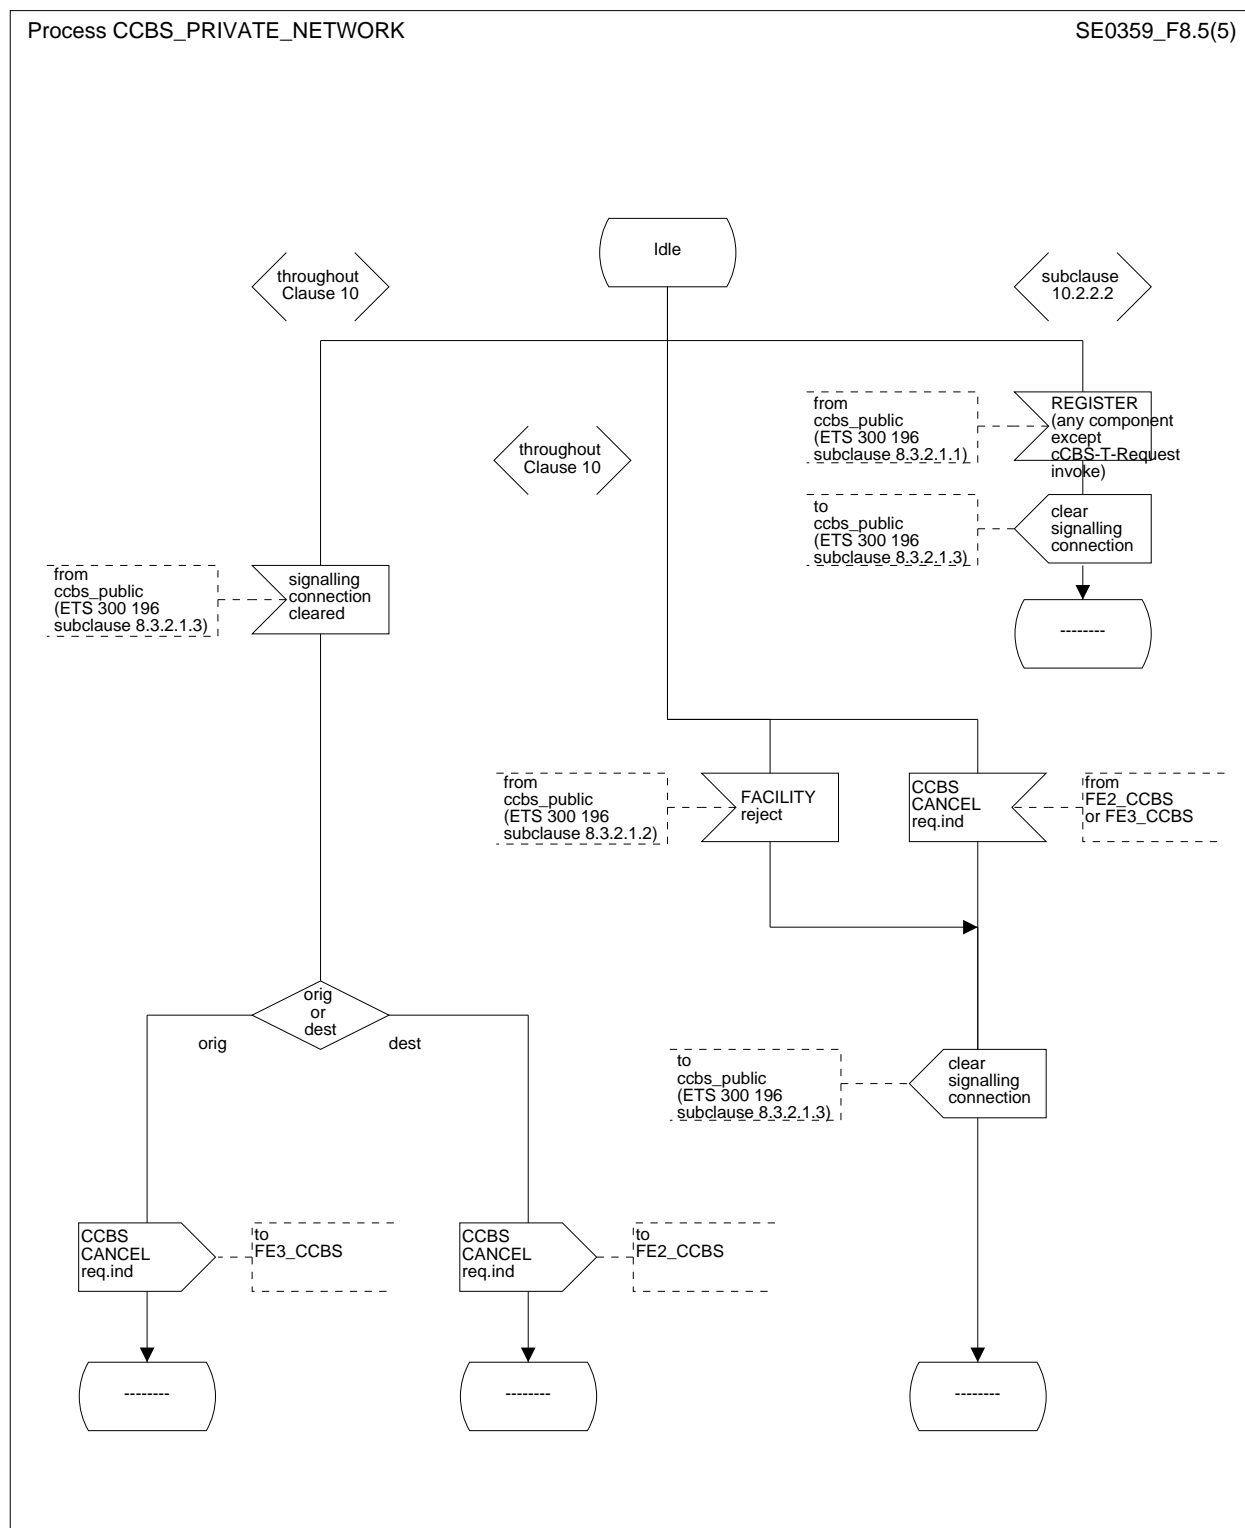 Process CCBS_PRIVATE_NETWORK
SE0359_F8.5(5)
Idle
throughout
Clause 10
subclause
10.2.2.2
from
ccbs_public
(ETS 300 196
subclause 8.3.2.1.1)
REGISTER
(any component
except
cCBS-T-Request
invoke)
throughout
Clause 10
to
ccbs_public
(ETS 300 196
subclause 8.3.2.1.3)
clear
signalling
connection
from
ccbs_public
(ETS 300 196
subclause 8.3.2.1.3)
signalling
connection
cleared
--------
from
ccbs_public
(ETS 300 196
subclause 8.3.2.1.2)
FACILITY
reject
CCBS
CANCEL
req.ind
from
FE2_CCBS
or FE3_CCBS
orig
or
dest
orig
dest
to
ccbs_public
(ETS 300 196
subclause 8.3.2.1.3)
clear
signalling
connection
CCBS
CANCEL
req.ind
to
FE3_CCBS
CCBS
CANCEL
req.ind
to
FE2_CCBS
--------
--------
--------